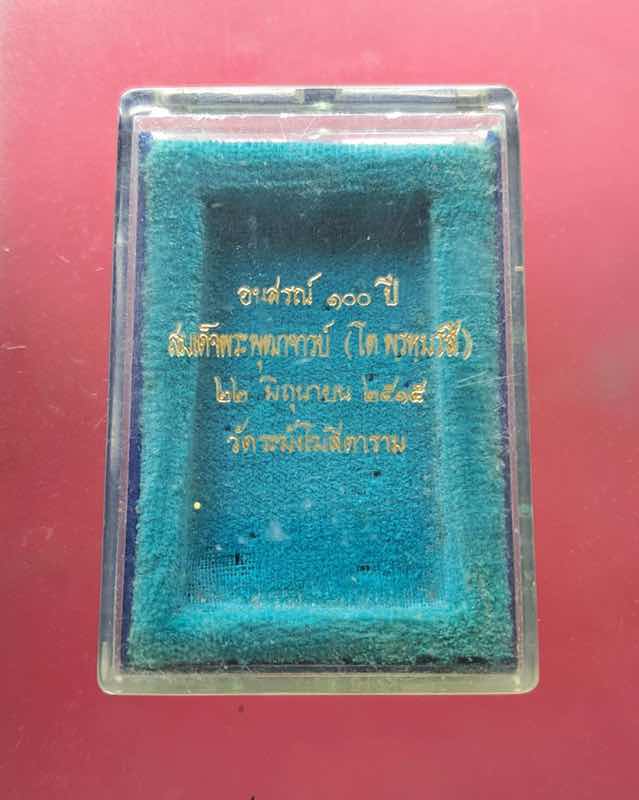 อนุสรณ์ ๑๐๐ ปี
สมเด็จพระพุฒาจารย์ (โต พรหมรังสี)
๒๒ มิถุนายน ๒๕๑๕
วัดระฆังโฆสิตาราม